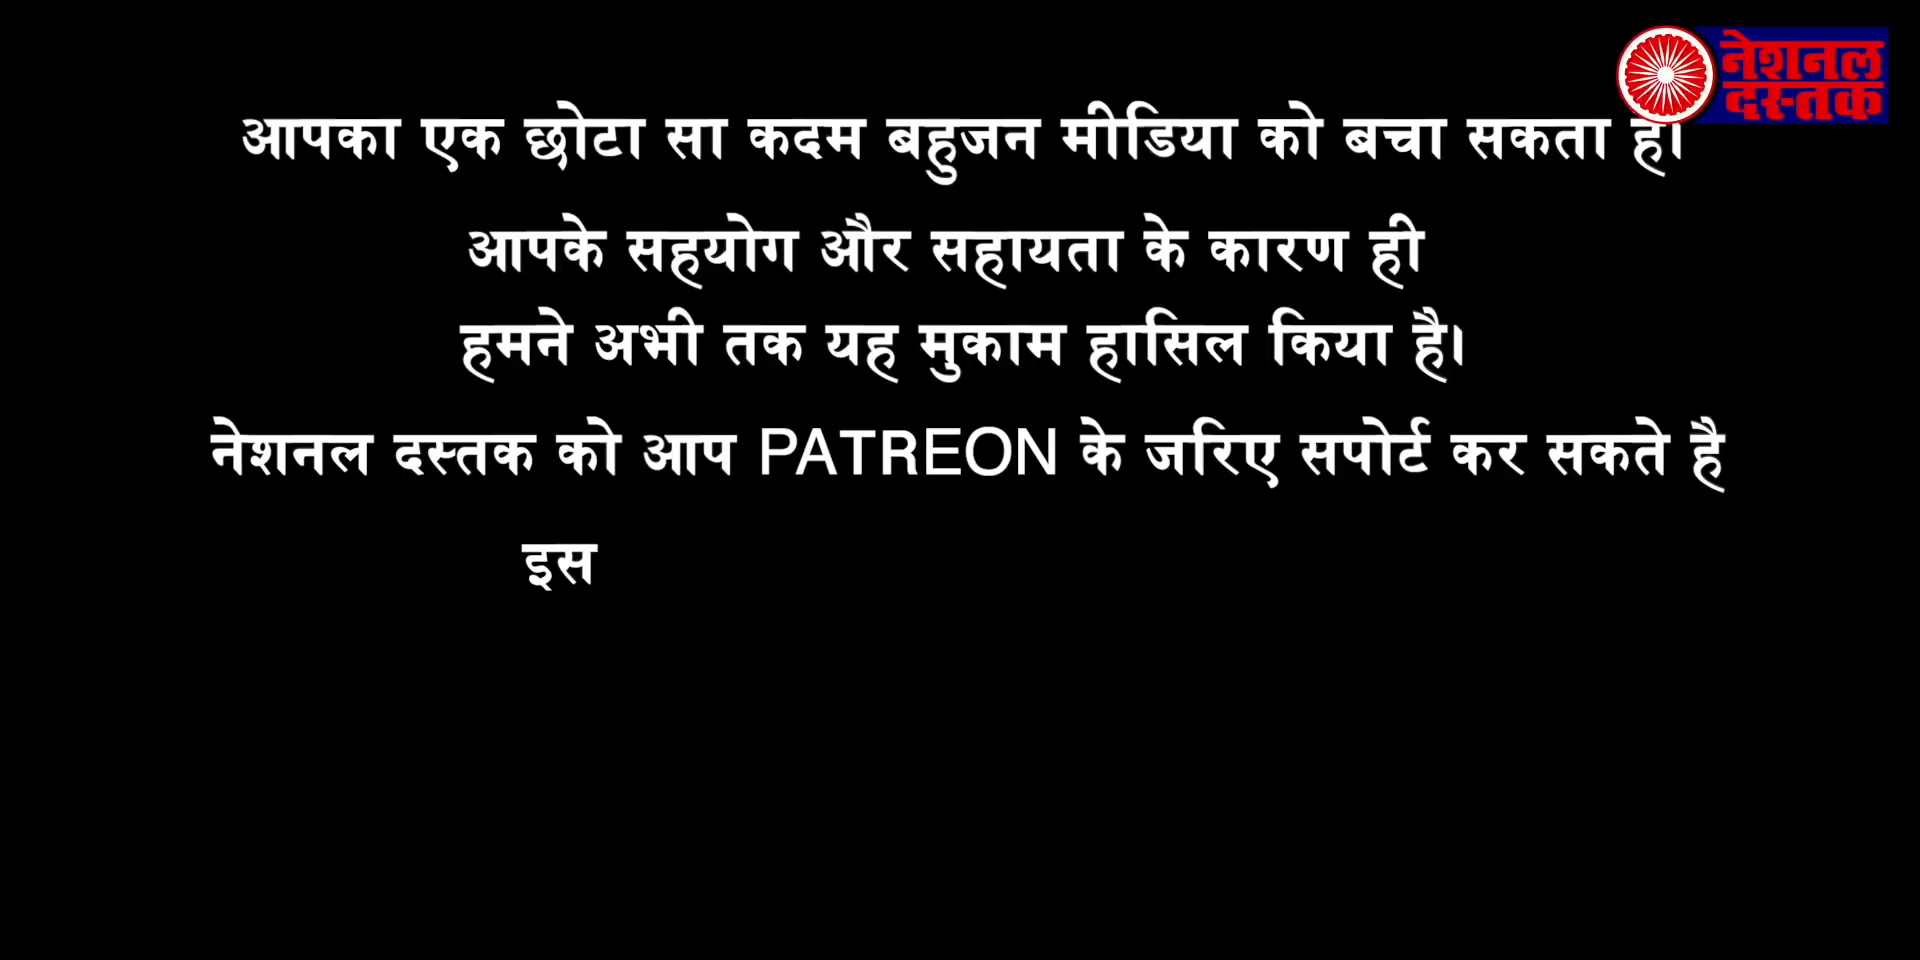 आपका एक छोटा सा कदम बहुजन मीडिया को बचा सकता है।
आपके सहयोग और सहायता के कारण ही
हमने अभी तक यह मुकाम हासिल किया है।
नेशनल दस्तक को आप PATREON के जरिए सपोर्ट कर सकते है
इस
नेशनल
दस्तक